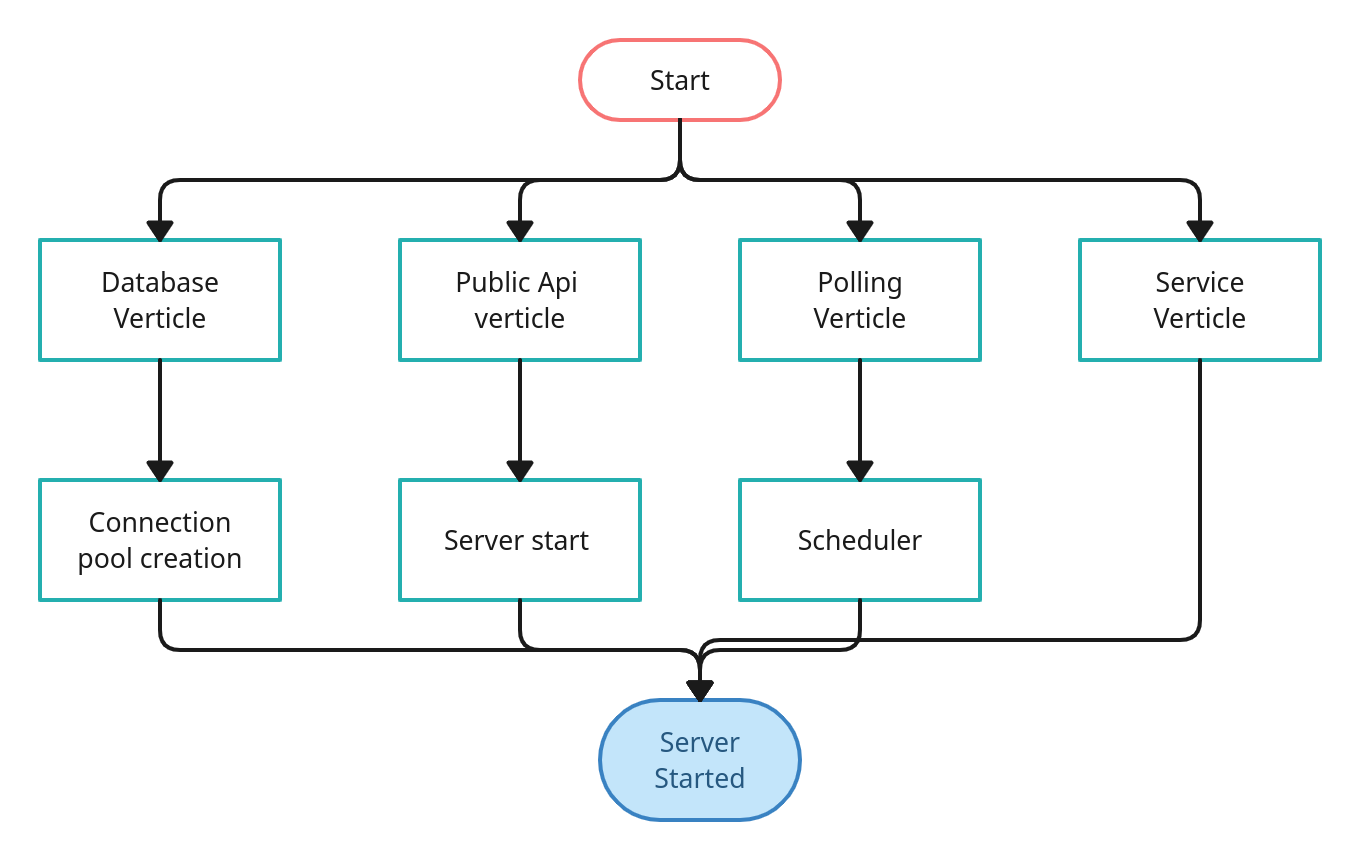 Start
Database
Verticle
Public Api
verticle
Polling
Verticle
Service
Verticle
Connection
pool creation
Server start
Scheduler
Server
Started